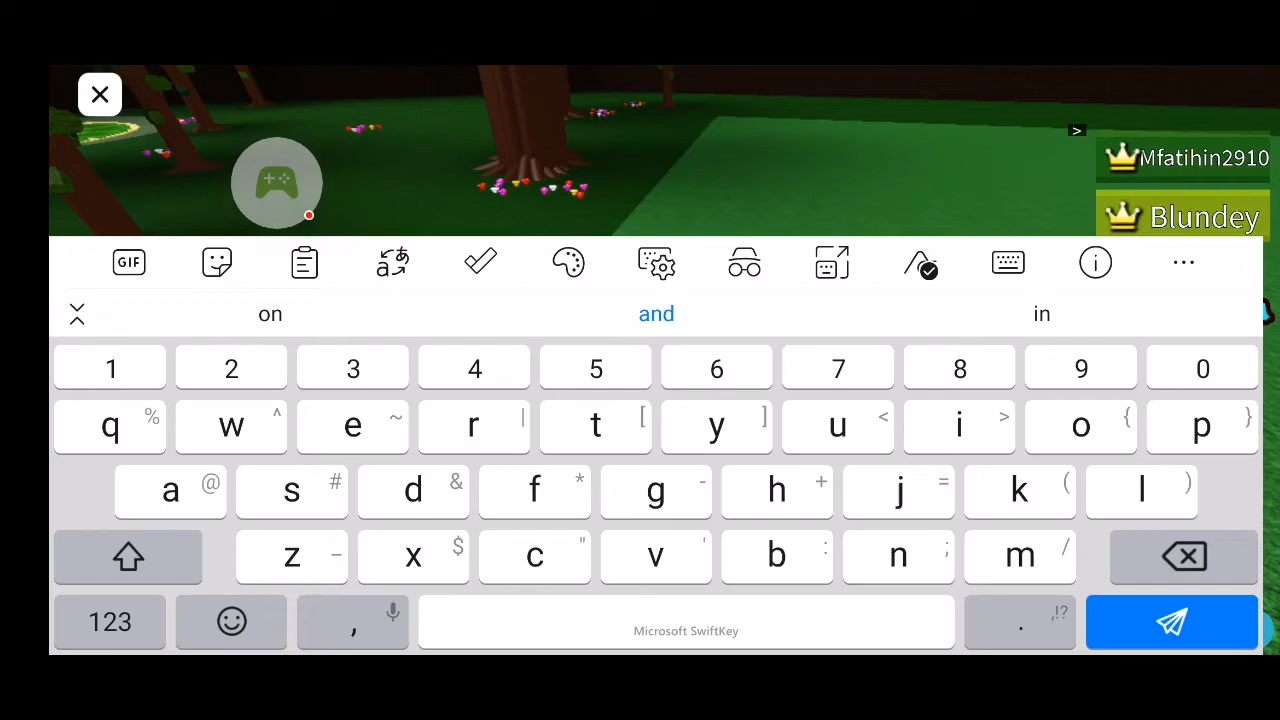 >
Mfatihin2910
Blundey
GIF
on and in
1 2 3 4 5 6 7 8 9 0
q % w ^ e ~ r | t [ y ] u < i > o { p }
a @ s # d & f * g - h + j = k ( l )
z _ x $ c " v ' b : n ; m /
123 , Microsoft SwiftKey . ,!?